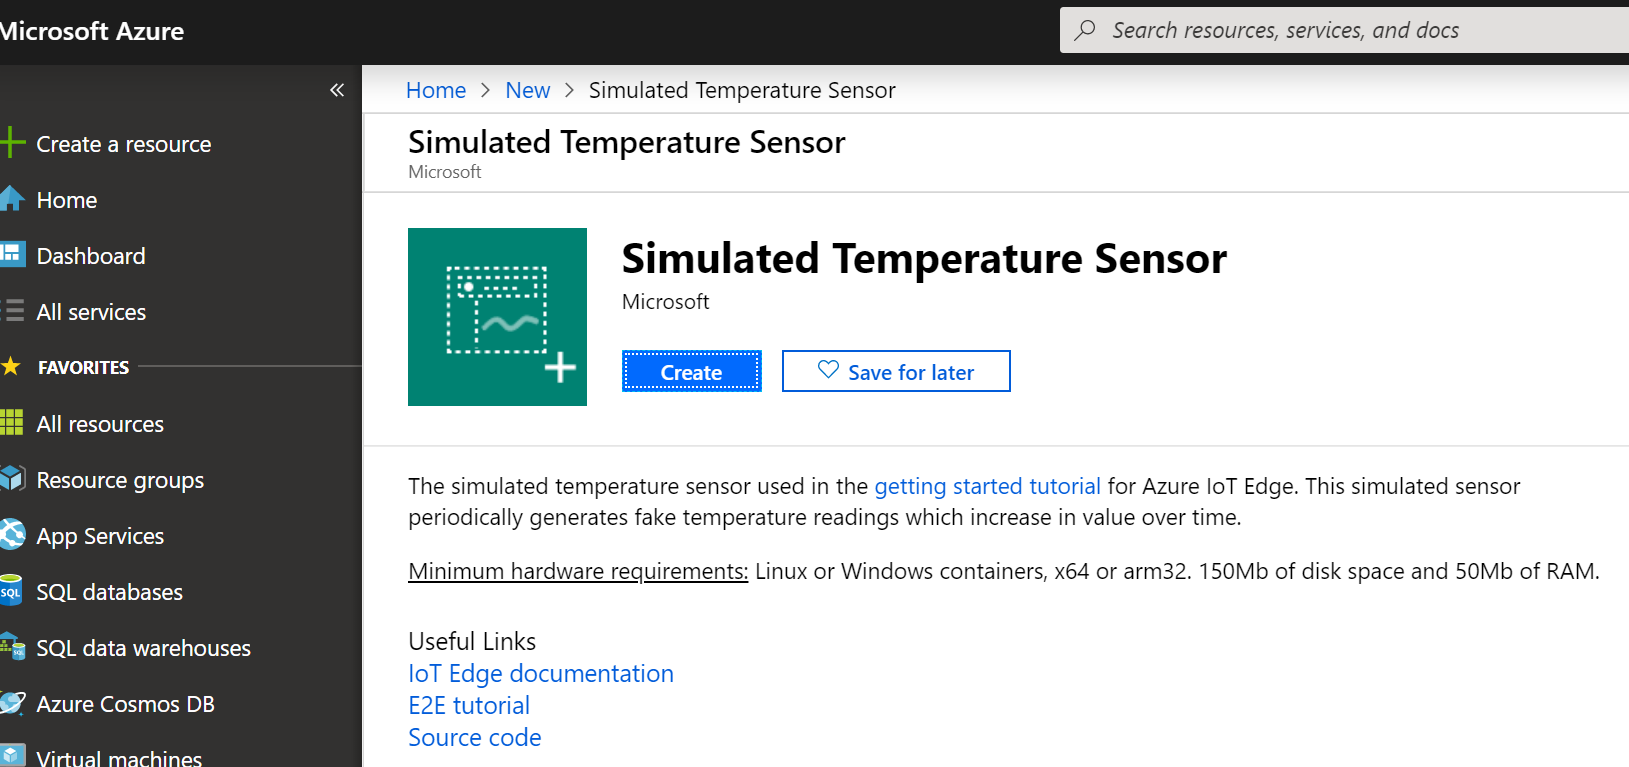 Microsoft Azure
Search resources, services, and docs
«
Home > New > Simulated Temperature Sensor
Create a resource
Home
Dashboard
All services
FAVORITES
All resources
Resource groups
App Services
SQL databases
SQL data warehouses
Azure Cosmos DB
Virtual machines
Simulated Temperature Sensor
Microsoft
Simulated Temperature Sensor
Microsoft
Create
Save for later
The simulated temperature sensor used in the getting started tutorial for Azure IoT Edge. This simulated sensor
periodically generates fake temperature readings which increase in value over time.
Minimum hardware requirements: Linux or Windows containers, x64 or arm32. 150Mb of disk space and 50Mb of RAM.
Useful Links
IoT Edge documentation
E2E tutorial
Source code